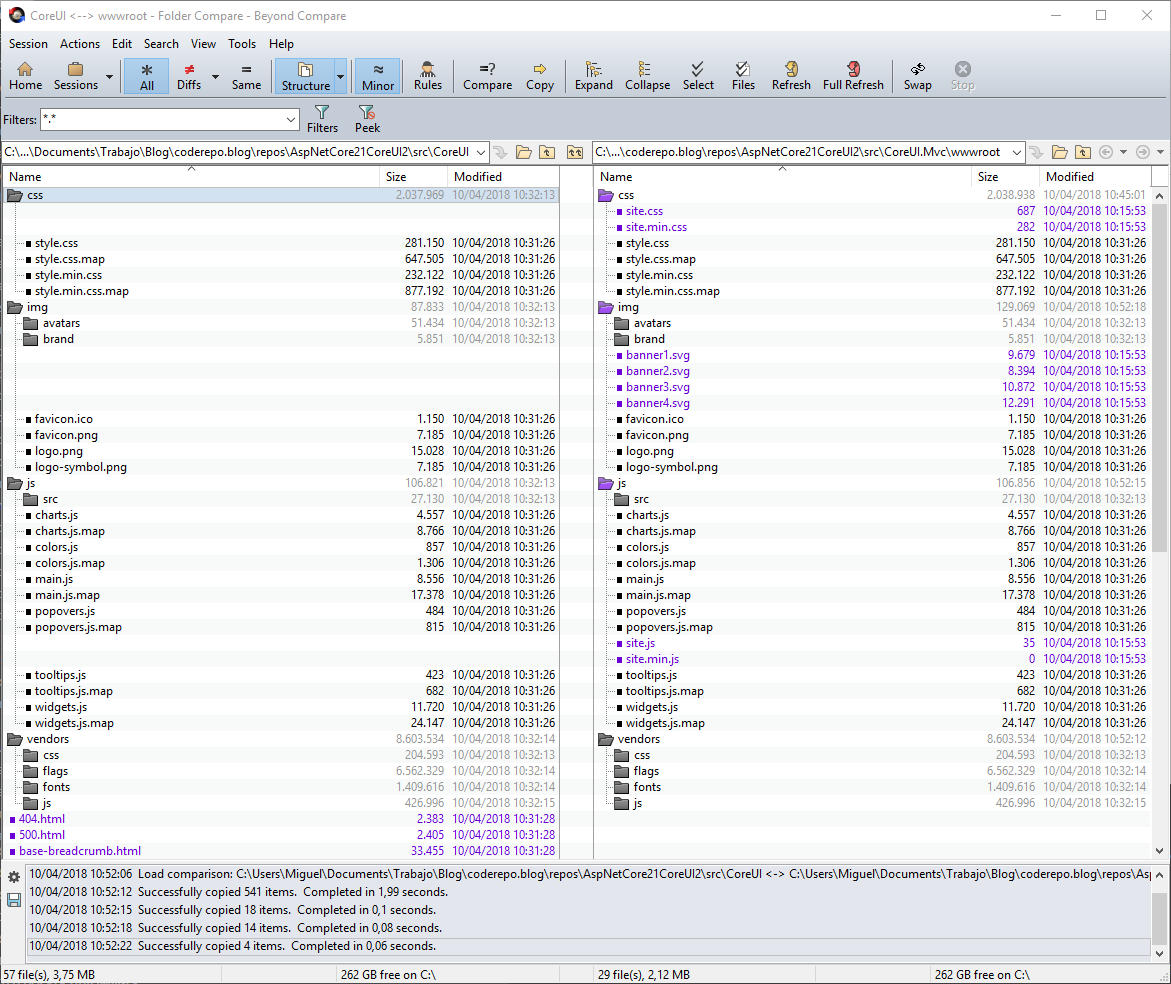 CoreUI <--> wwwroot - Folder Compare - Beyond Compare
Session Actions Edit Search View Tools Help
Home Sessions All Diffs Same Structure Minor Rules Compare Copy Expand Collapse Select Files Refresh Full Refresh Swap Stop
Filters: *.* Filters Peek
C:\...\Documents\Trabajo\Blog\coderepo.blog\repos\AspNetCore21CoreUI2\src\CoreUI C:\...\coderepo.blog\repos\AspNetCore21CoreUI2\src\CoreUI.Mvc\wwwroot
Name Size Modified Name Size Modified
css 2.037.969 10/04/2018 10:32:13 css 2.038.938 10/04/2018 10:45:01
site.css 687 10/04/2018 10:15:53
site.min.css 282 10/04/2018 10:15:53
style.css 281.150 10/04/2018 10:31:26 style.css 281.150 10/04/2018 10:31:26
style.css.map 647.505 10/04/2018 10:31:26 style.css.map 647.505 10/04/2018 10:31:26
style.min.css 232.122 10/04/2018 10:31:26 style.min.css 232.122 10/04/2018 10:31:26
style.min.css.map 877.192 10/04/2018 10:31:26 style.min.css.map 877.192 10/04/2018 10:31:26
img 87.833 10/04/2018 10:32:13 img 129.069 10/04/2018 10:52:18
avatars 51.434 10/04/2018 10:32:13 avatars 51.434 10/04/2018 10:32:13
brand 5.851 10/04/2018 10:32:13 brand 5.851 10/04/2018 10:32:13
banner1.svg 9.679 10/04/2018 10:15:53
banner2.svg 8.394 10/04/2018 10:15:53
banner3.svg 10.872 10/04/2018 10:15:53
banner4.svg 12.291 10/04/2018 10:15:53
favicon.ico 1.150 10/04/2018 10:31:26 favicon.ico 1.150 10/04/2018 10:31:26
favicon.png 7.185 10/04/2018 10:31:26 favicon.png 7.185 10/04/2018 10:31:26
logo.png 15.028 10/04/2018 10:31:26 logo.png 15.028 10/04/2018 10:31:26
logo-symbol.png 7.185 10/04/2018 10:31:26 logo-symbol.png 7.185 10/04/2018 10:31:26
js 106.821 10/04/2018 10:32:13 js 106.856 10/04/2018 10:52:15
src 27.130 10/04/2018 10:32:13 src 27.130 10/04/2018 10:32:13
charts.js 4.557 10/04/2018 10:31:26 charts.js 4.557 10/04/2018 10:31:26
charts.js.map 8.766 10/04/2018 10:31:26 charts.js.map 8.766 10/04/2018 10:31:26
colors.js 857 10/04/2018 10:31:26 colors.js 857 10/04/2018 10:31:26
colors.js.map 1.306 10/04/2018 10:31:26 colors.js.map 1.306 10/04/2018 10:31:26
main.js 8.556 10/04/2018 10:31:26 main.js 8.556 10/04/2018 10:31:26
main.js.map 17.378 10/04/2018 10:31:26 main.js.map 17.378 10/04/2018 10:31:26
popovers.js 484 10/04/2018 10:31:26 popovers.js 484 10/04/2018 10:31:26
popovers.js.map 815 10/04/2018 10:31:26 popovers.js.map 815 10/04/2018 10:31:26
site.js 35 10/04/2018 10:15:53
site.min.js 0 10/04/2018 10:15:53
tooltips.js 423 10/04/2018 10:31:26 tooltips.js 423 10/04/2018 10:31:26
tooltips.js.map 682 10/04/2018 10:31:26 tooltips.js.map 682 10/04/2018 10:31:26
widgets.js 11.720 10/04/2018 10:31:26 widgets.js 11.720 10/04/2018 10:31:26
widgets.js.map 24.147 10/04/2018 10:31:26 widgets.js.map 24.147 10/04/2018 10:31:26
vendors 8.603.534 10/04/2018 10:32:14 vendors 8.603.534 10/04/2018 10:52:12
css 204.593 10/04/2018 10:32:13 css 204.593 10/04/2018 10:32:13
flags 6.562.329 10/04/2018 10:32:14 flags 6.562.329 10/04/2018 10:32:14
fonts 1.409.616 10/04/2018 10:32:14 fonts 1.409.616 10/04/2018 10:32:14
js 426.996 10/04/2018 10:32:15 js 426.996 10/04/2018 10:32:15
404.html 2.383 10/04/2018 10:31:28
500.html 2.405 10/04/2018 10:31:28
base-breadcrumb.html 33.455 10/04/2018 10:31:28
10/04/2018 10:52:06 Load comparison: C:\Users\Miguel\Documents\Trabajo\Blog\coderepo.blog\repos\AspNetCore21CoreUI2\src\CoreUI <-> C:\Users\Miguel\Documents\Trabajo\Blog\coderepo.blog\repos\Asp
10/04/2018 10:52:12 Successfully copied 541 items. Completed in 1,99 seconds.
10/04/2018 10:52:15 Successfully copied 18 items. Completed in 0,1 seconds.
10/04/2018 10:52:18 Successfully copied 14 items. Completed in 0,08 seconds.
10/04/2018 10:52:22 Successfully copied 4 items. Completed in 0,06 seconds.
57 file(s), 3,75 MB 262 GB free on C:\ 29 file(s), 2,12 MB 262 GB free on C:\